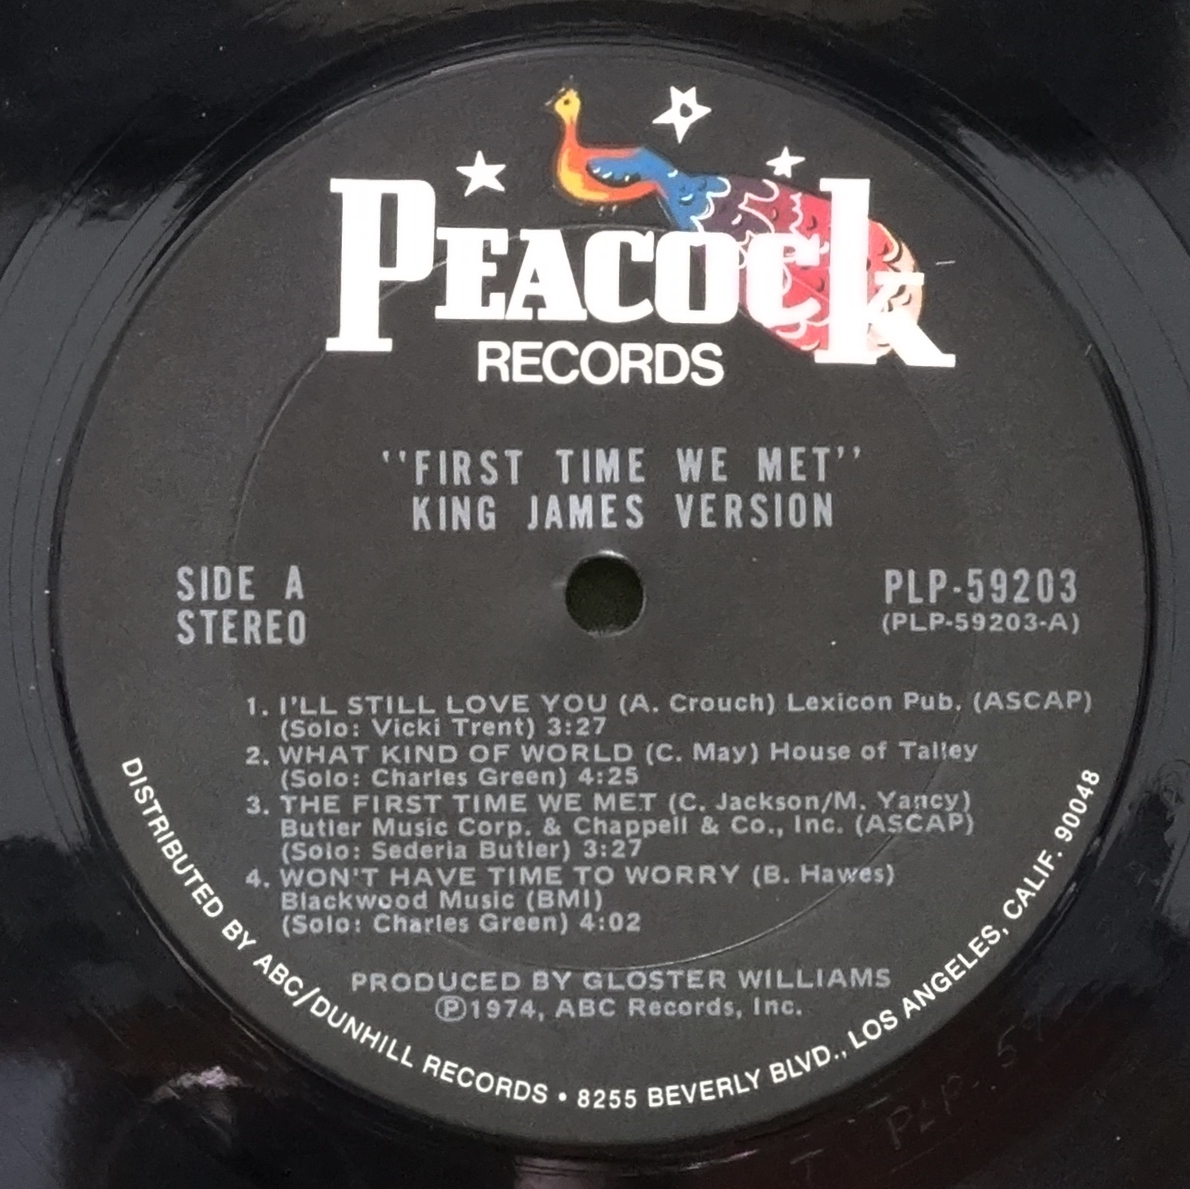 PEACOCK
RECORDS
"FIRST TIME WE MET"
KING JAMES VERSION
SIDE A
STEREO
PLP-59203
(PLP-59203-A)
1. I'LL STILL LOVE YOU (A. Crouch) Lexicon Pub. (ASCAP)
(Solo: Vicki Trent) 3:27
2. WHAT KIND OF WORLD (C. May) House of Talley
(Solo: Charles Green) 4:25
3. THE FIRST TIME WE MET (C. Jackson/M. Yancy)
Butler Music Corp. & Chappell & Co., Inc. (ASCAP)
(Solo: Sederia Butler) 3:27
4. WON'T HAVE TIME TO WORRY (B. Hawes)
Blackwood Music (BMI)
(Solo: Charles Green) 4:02
PRODUCED BY GLOSTER WILLIAMS
Ⓟ1974, ABC Records, Inc.
DISTRIBUTED BY ABC/DUNHILL RECORDS • 8255 BEVERLY BLVD., LOS ANGELES, CALIF. 90048